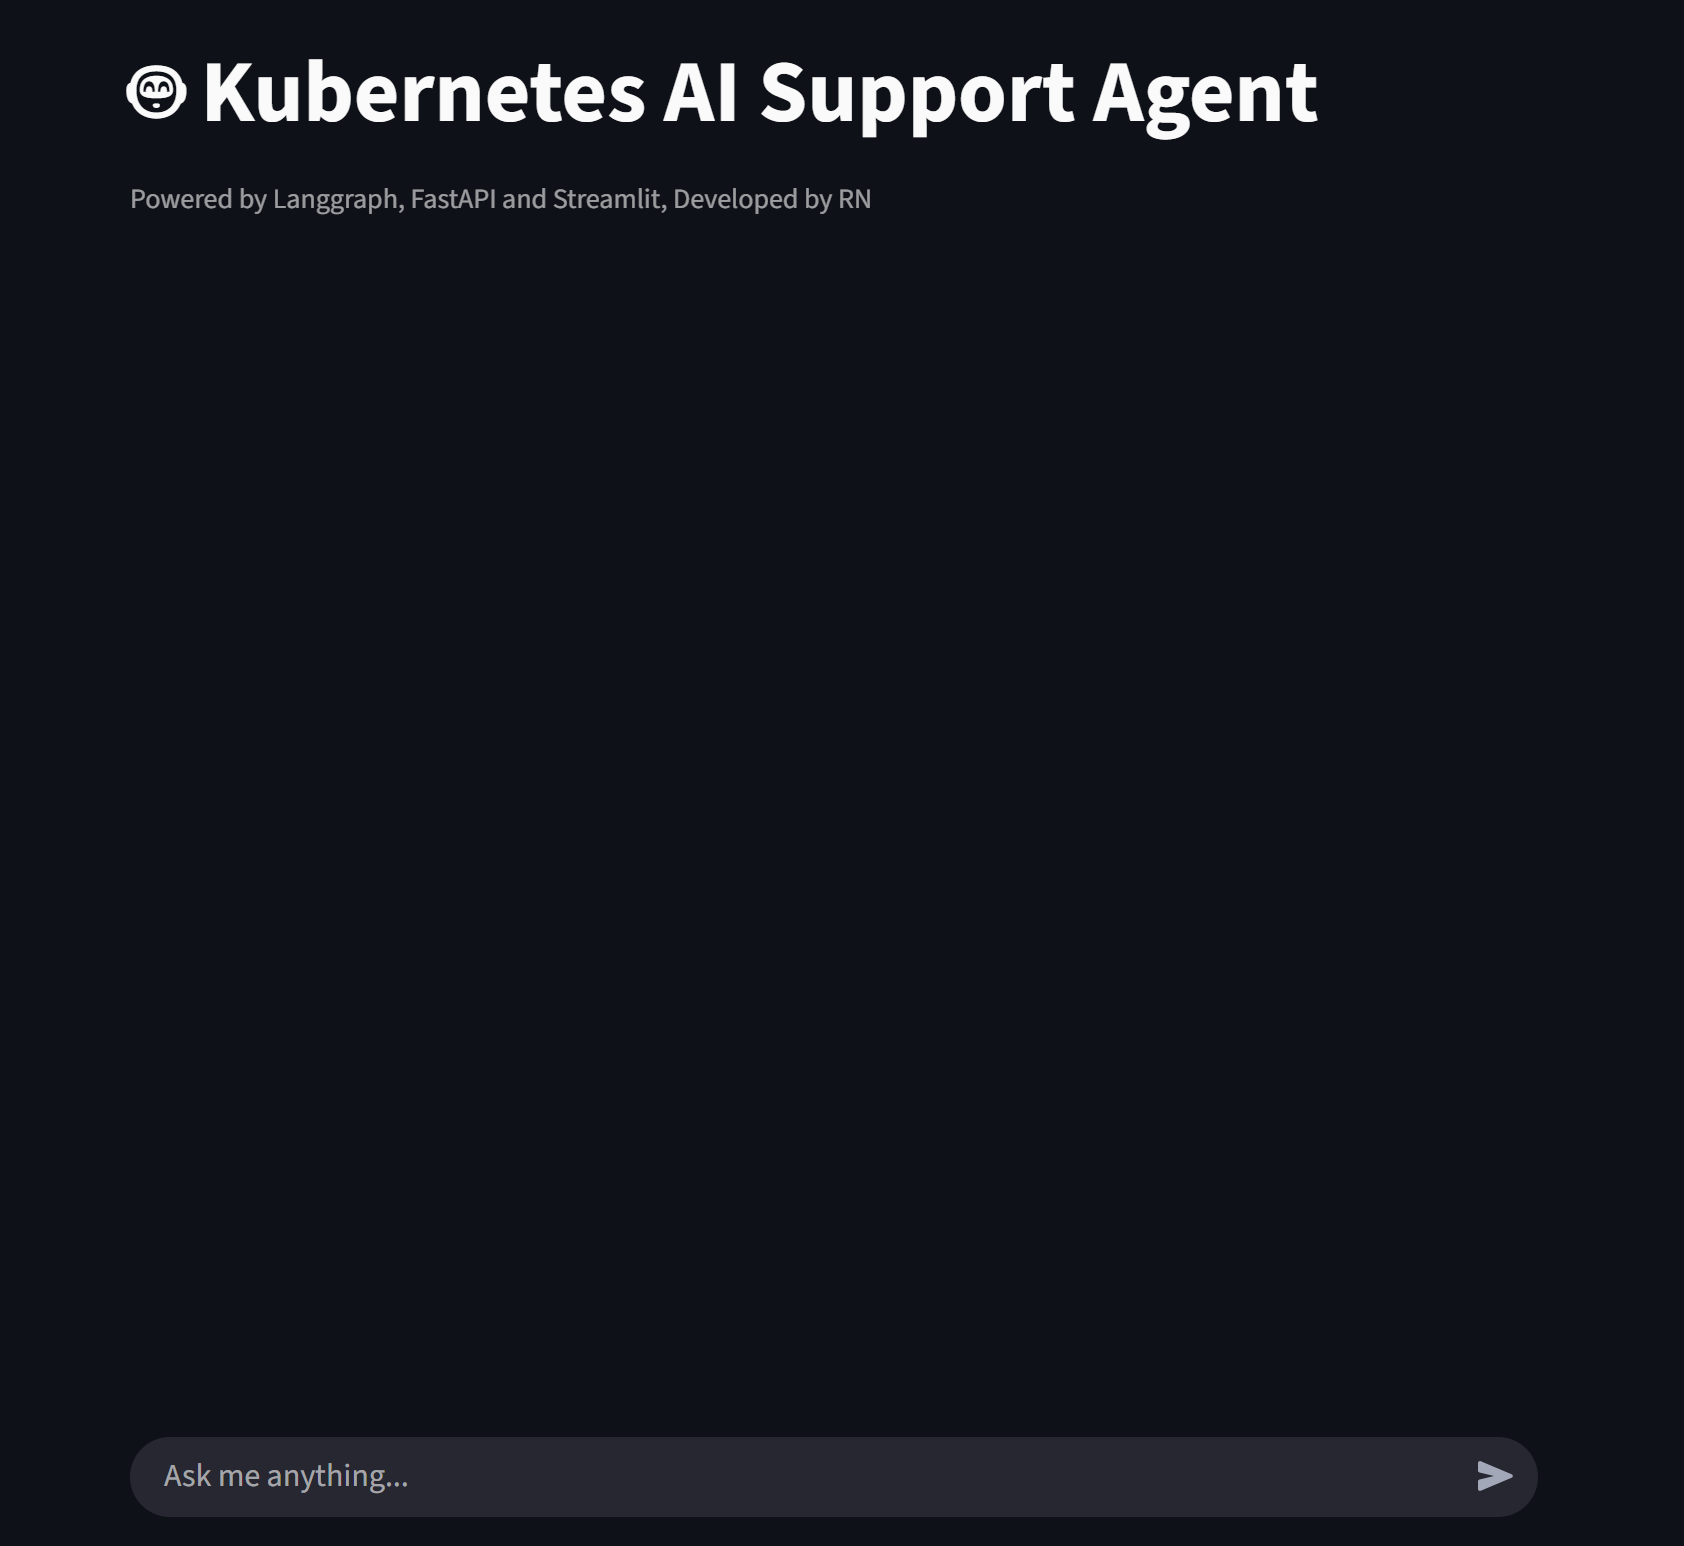 Kubernetes AI Support Agent
Powered by Langgraph, FastAPI and Streamlit, Developed by RN
Ask me anything...